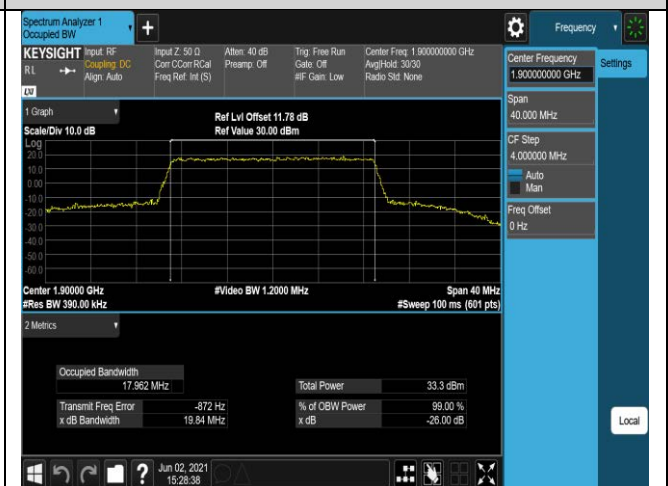 Spectrum Analyzer 1
Occupied BW
Frequency
KEYSIGHT
Input: RF
Coupling: DC
Align: Auto
Input Z: 50 Ω
Corr CCorr RCal
Freq Ref: Int (S)
Atten: 40 dB
Preamp: Off
Trig: Free Run
Gate: Off
#IF Gain: Low
Center Freq: 1.900000000 GHz
Avg|Hold: 30/30
Radio Std: None
R L
LXI
Center Frequency
1.900000000 GHz
Settings
Span
40.000 MHz
CF Step
4.000000 MHz
Auto
Man
Freq Offset
0 Hz
Local
1 Graph
Scale/Div 10.0 dB
Ref Lvl Offset 11.78 dB
Ref Value 30.00 dBm
Log
20.0
10.0
0.00
-10.0
-20.0
-30.0
-40.0
-50.0
-60.0
Center 1.90000 GHz
#Video BW 1.2000 MHz
Span 40 MHz
#Res BW 390.00 kHz
#Sweep 100 ms (601 pts)
2 Metrics
Occupied Bandwidth
17.962 MHz
Total Power 33.3 dBm
Transmit Freq Error -872 Hz
% of OBW Power 99.00 %
x dB Bandwidth 19.84 MHz
x dB -26.00 dB
?
Jun 02, 2021
15:28:38